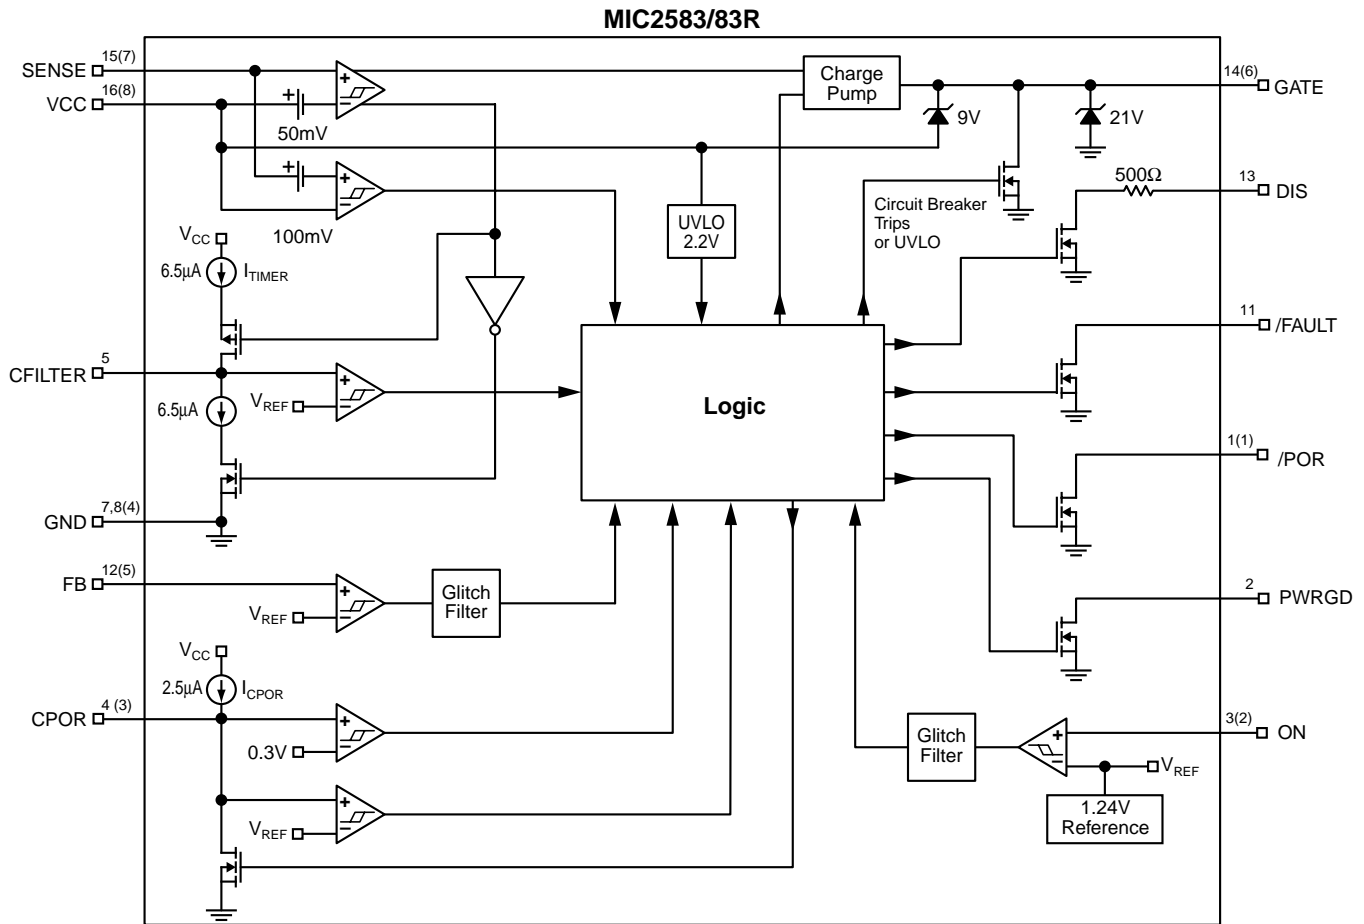 MIC2583/83R
SENSE
15(7)
VCC
16(8)
50mV
100mV
Charge
Pump
9V
21V
14(6)
GATE
500Ω
13
DIS
UVLO
2.2V
Circuit Breaker
Trips
or UVLO
VCC
6.5µA
ITIMER
11
/FAULT
CFILTER
5
6.5µA
VREF
Logic
1(1)
/POR
GND
7,8(4)
FB
12(5)
VREF
Glitch
Filter
2
PWRGD
VCC
2.5µA
ICPOR
CPOR
4 (3)
0.3V
VREF
Glitch
Filter
3(2)
ON
VREF
1.24V
Reference